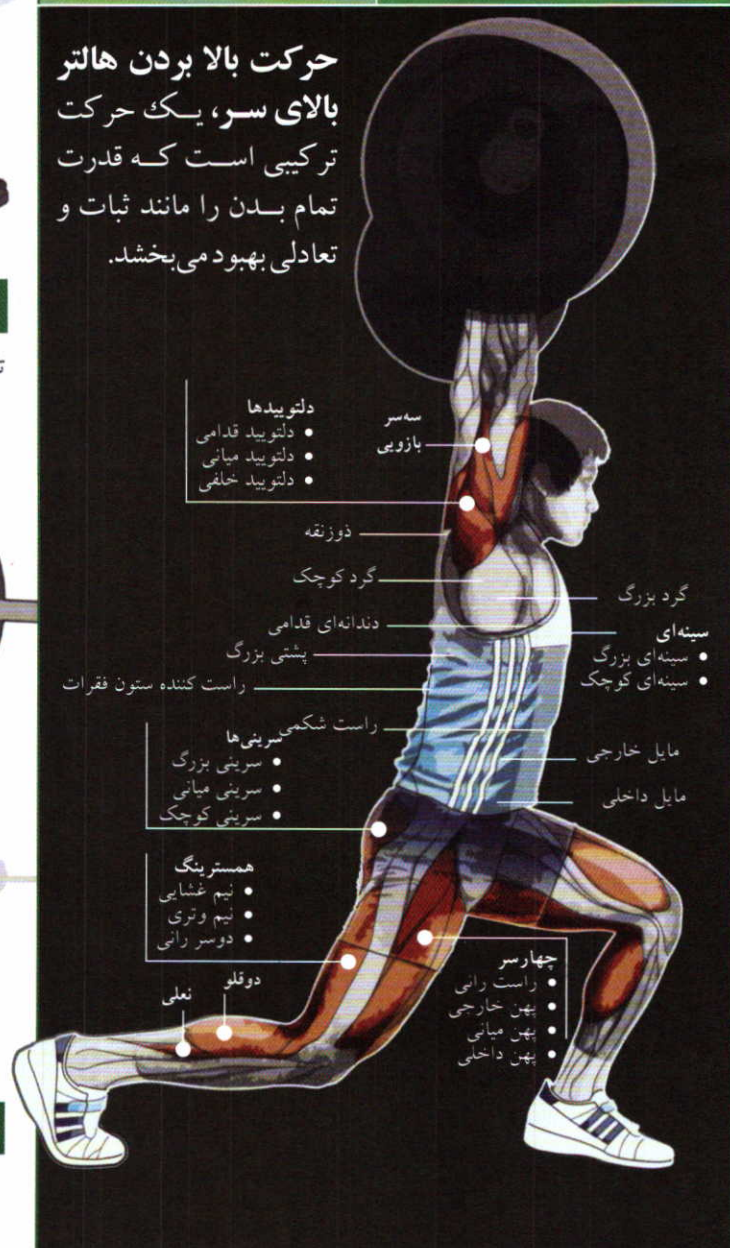 حرکت بالا بردن هالتر
بالای سر، یک حرکت
ترکیبی است که قدرت
تمام بدن را مانند ثبات و
تعادلی بهبود می‌بخشد.
دلتوییدها
• دلتویید قدامی
• دلتویید میانی
• دلتویید خلفی
سه‌سر
بازویی
ذوزنقه
گرد کوچک
دندانه‌ای قدامی
پشتی بزرگ
راست کننده ستون فقرات
راست شکمی
گرد بزرگ
سینه‌ای
• سینه‌ای بزرگ
• سینه‌ای کوچک
مایل خارجی
مایل داخلی
سرینی‌ها
• سرینی بزرگ
• سرینی میانی
• سرینی کوچک
همسترینگ
• نیم غشایی
• نیم وتری
• دوسر رانی
چهارسر
• راست رانی
• پهن خارجی
• پهن میانی
• پهن داخلی
دوقلو
نعلی